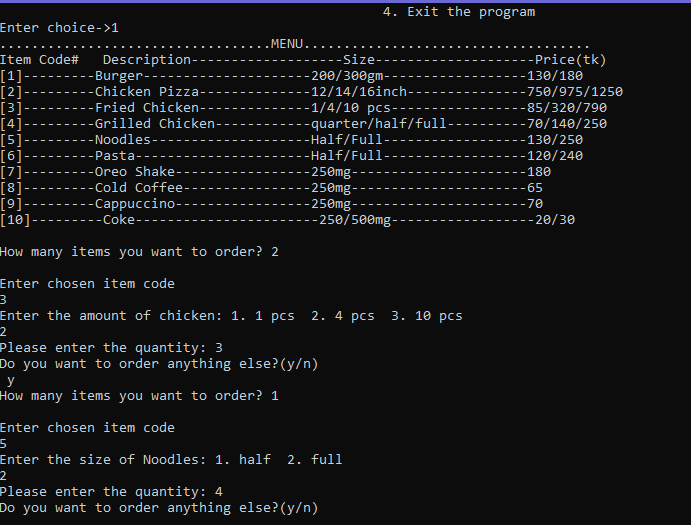 4. Exit the program
Enter choice->1
..................................MENU....................................
Item Code#   Description-------------------Size--------------------Price(tk)
[1]---------Burger---------------------200/300gm------------------130/180
[2]---------Chicken Pizza--------------12/14/16inch---------------750/975/1250
[3]---------Fried Chicken--------------1/4/10 pcs-----------------85/320/790
[4]---------Grilled Chicken------------quarter/half/full----------70/140/250
[5]---------Noodles--------------------Half/Full------------------130/250
[6]---------Pasta----------------------Half/Full------------------120/240
[7]---------Oreo Shake-----------------250mg----------------------180
[8]---------Cold Coffee----------------250mg----------------------65
[9]---------Cappuccino-----------------250mg----------------------70
[10]---------Coke-----------------------250/500mg-----------------20/30
How many items you want to order? 2
Enter chosen item code
3
Enter the amount of chicken: 1. 1 pcs  2. 4 pcs  3. 10 pcs
2
Please enter the quantity: 3
Do you want to order anything else?(y/n)
y
How many items you want to order? 1
Enter chosen item code
5
Enter the size of Noodles: 1. half  2. full
2
Please enter the quantity: 4
Do you want to order anything else?(y/n)